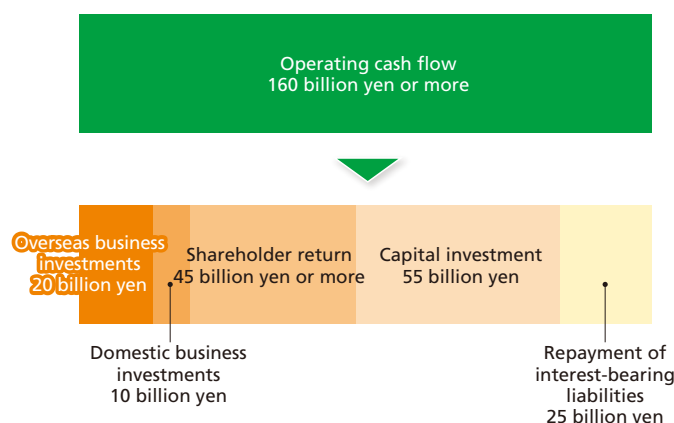 Operating cash flow
160 billion yen or more
Overseas business
investments
20 billion yen
Shareholder return
45 billion yen or more
Capital investment
55 billion yen
Domestic business
investments
10 billion yen
Repayment of
interest-bearing
liabilities
25 billion yen